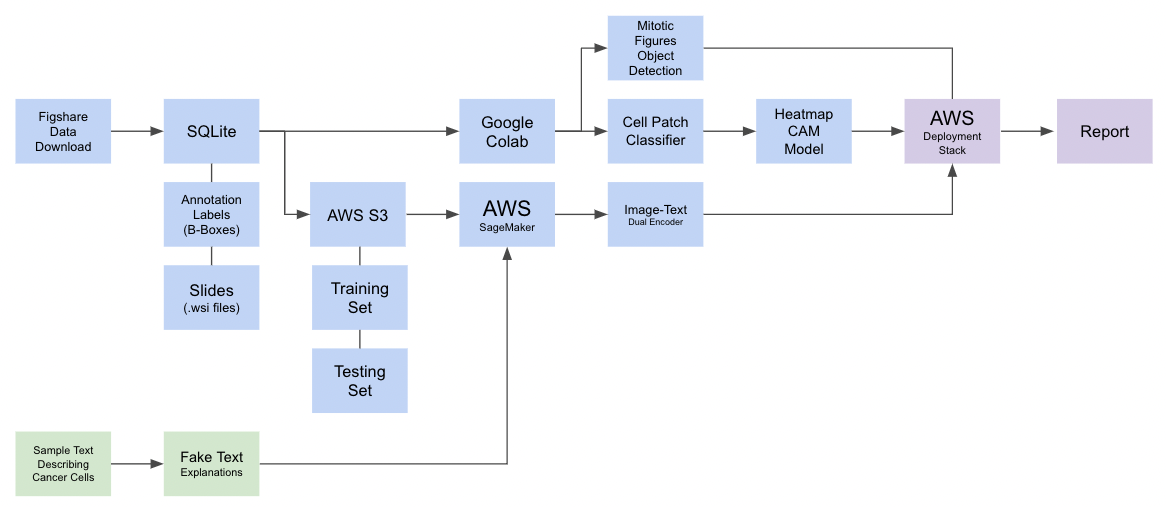 Mitotic
Figures
Object
Detection
Figshare
Data
Download
SQLite
Google
Colab
Cell Patch
Classifier
Heatmap
CAM
Model
AWS
Deployment
Stack
Report
Annotation
Labels
(B-Boxes)
AWS S3
AWS
SageMaker
Image-Text
Dual Encoder
Slides
(.wsi files)
Training
Set
Testing
Set
Sample Text
Describing
Cancer Cells
Fake Text
Explanations